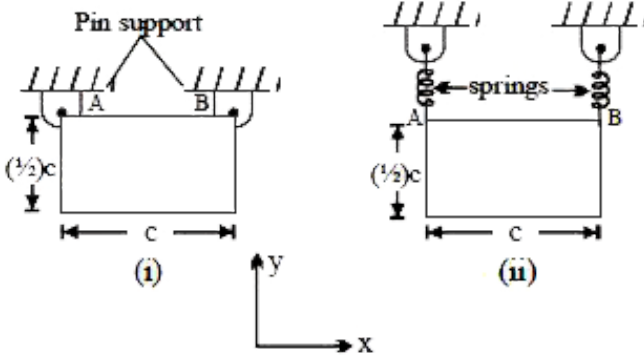 Pin support
A B
(½)c
c
(i)
springs
A B
(½)c
c
(ii)
y
x